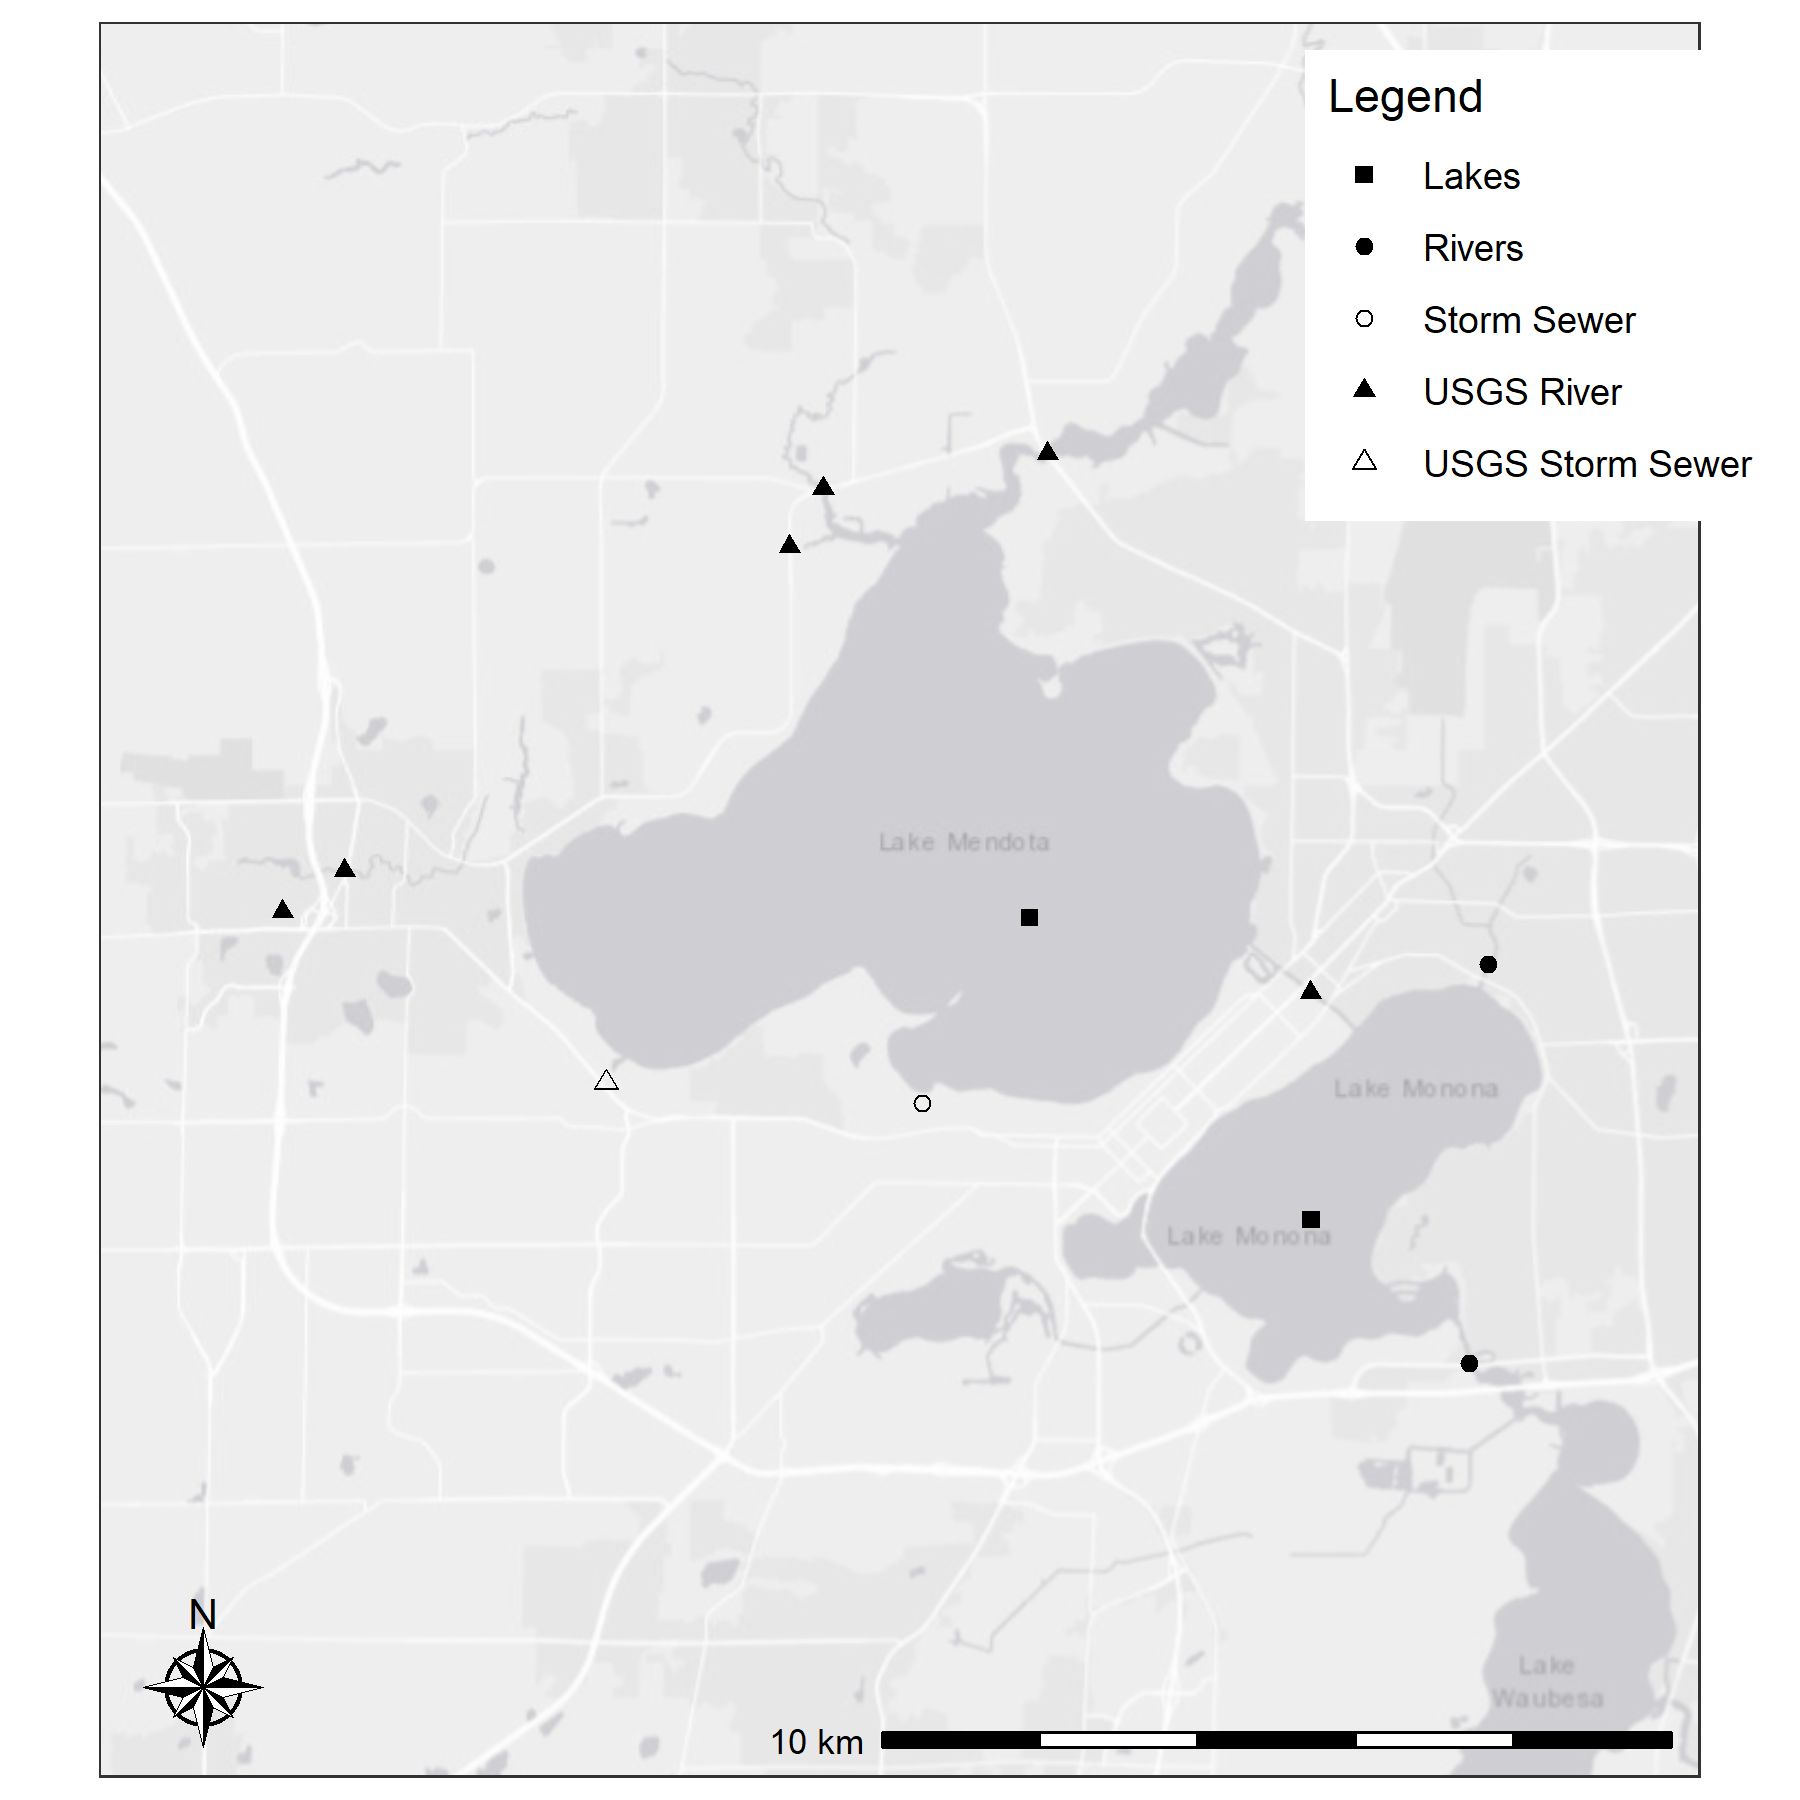 Legend
Lakes
Rivers
Storm Sewer
USGS River
USGS Storm Sewer
Lake Mendota
Lake Monona
Lake Monona
Lake
Waubesa
N
10 km